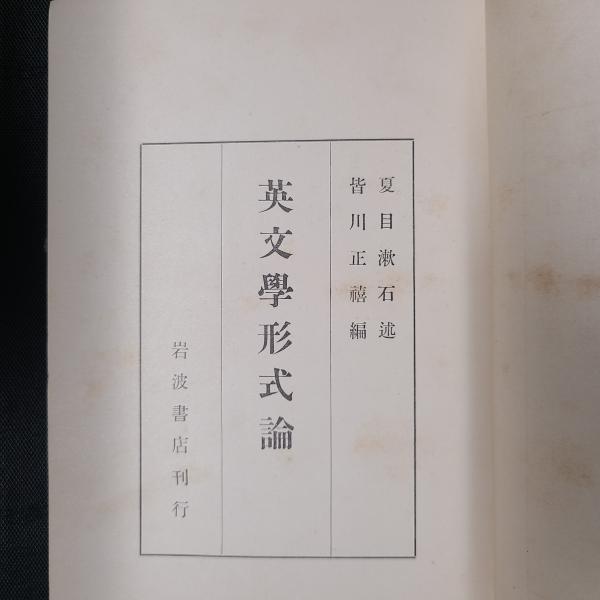 夏目漱石述
皆川正禧編
英文學形式論
岩波書店刊行